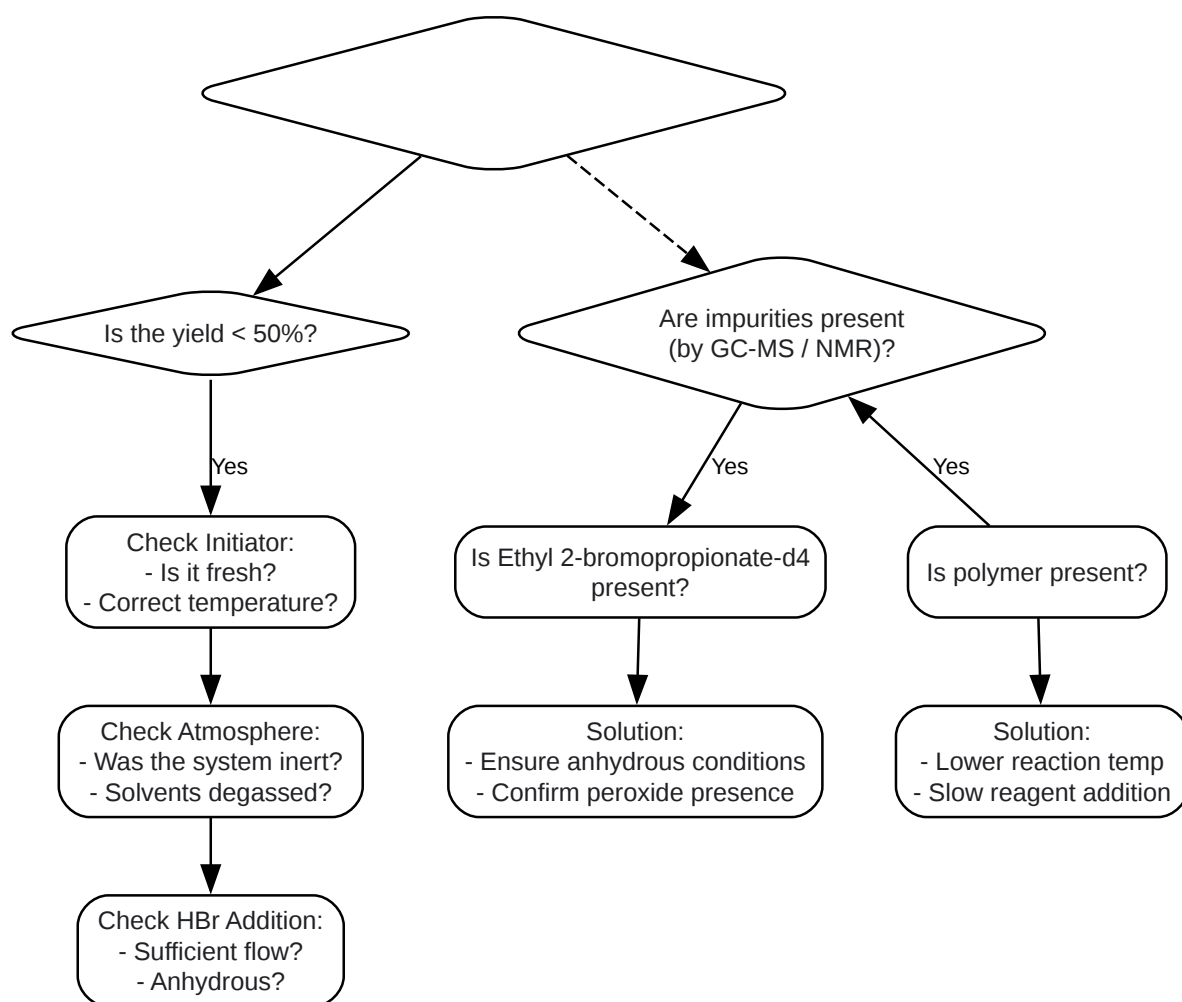 Is the yield < 50%?
Are impurities present
(by GC-MS / NMR)?
Yes
Yes
Yes
Check Initiator:
- Is it fresh?
- Correct temperature?
Is Ethyl 2-bromopropionate-d4
present?
Is polymer present?
Check Atmosphere:
- Was the system inert?
- Solvents degassed?
Solution:
- Ensure anhydrous conditions
- Confirm peroxide presence
Solution:
- Lower reaction temp
- Slow reagent addition
Check HBr Addition:
- Sufficient flow?
- Anhydrous?